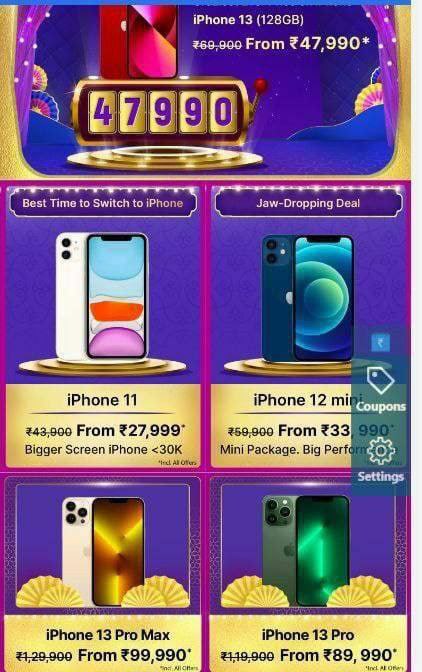 iPhone 13 (128GB)
₹69,900 From ₹47,990*
47990
Best Time to Switch to iPhone
Jaw-Dropping Deal
iPhone 11
iPhone 12 mini
₹43,900 From ₹27,999*
₹59,900 From ₹33,990*
Bigger Screen iPhone <30K
Mini Package. Big
*Incl. All Offers
₹
Coupons
Settings
iPhone 13 Pro Max
iPhone 13 Pro
₹1,29,900 From ₹99,990*
₹1,19,900 From ₹89,990*
*Incl. All Offers
*Incl. All Offers